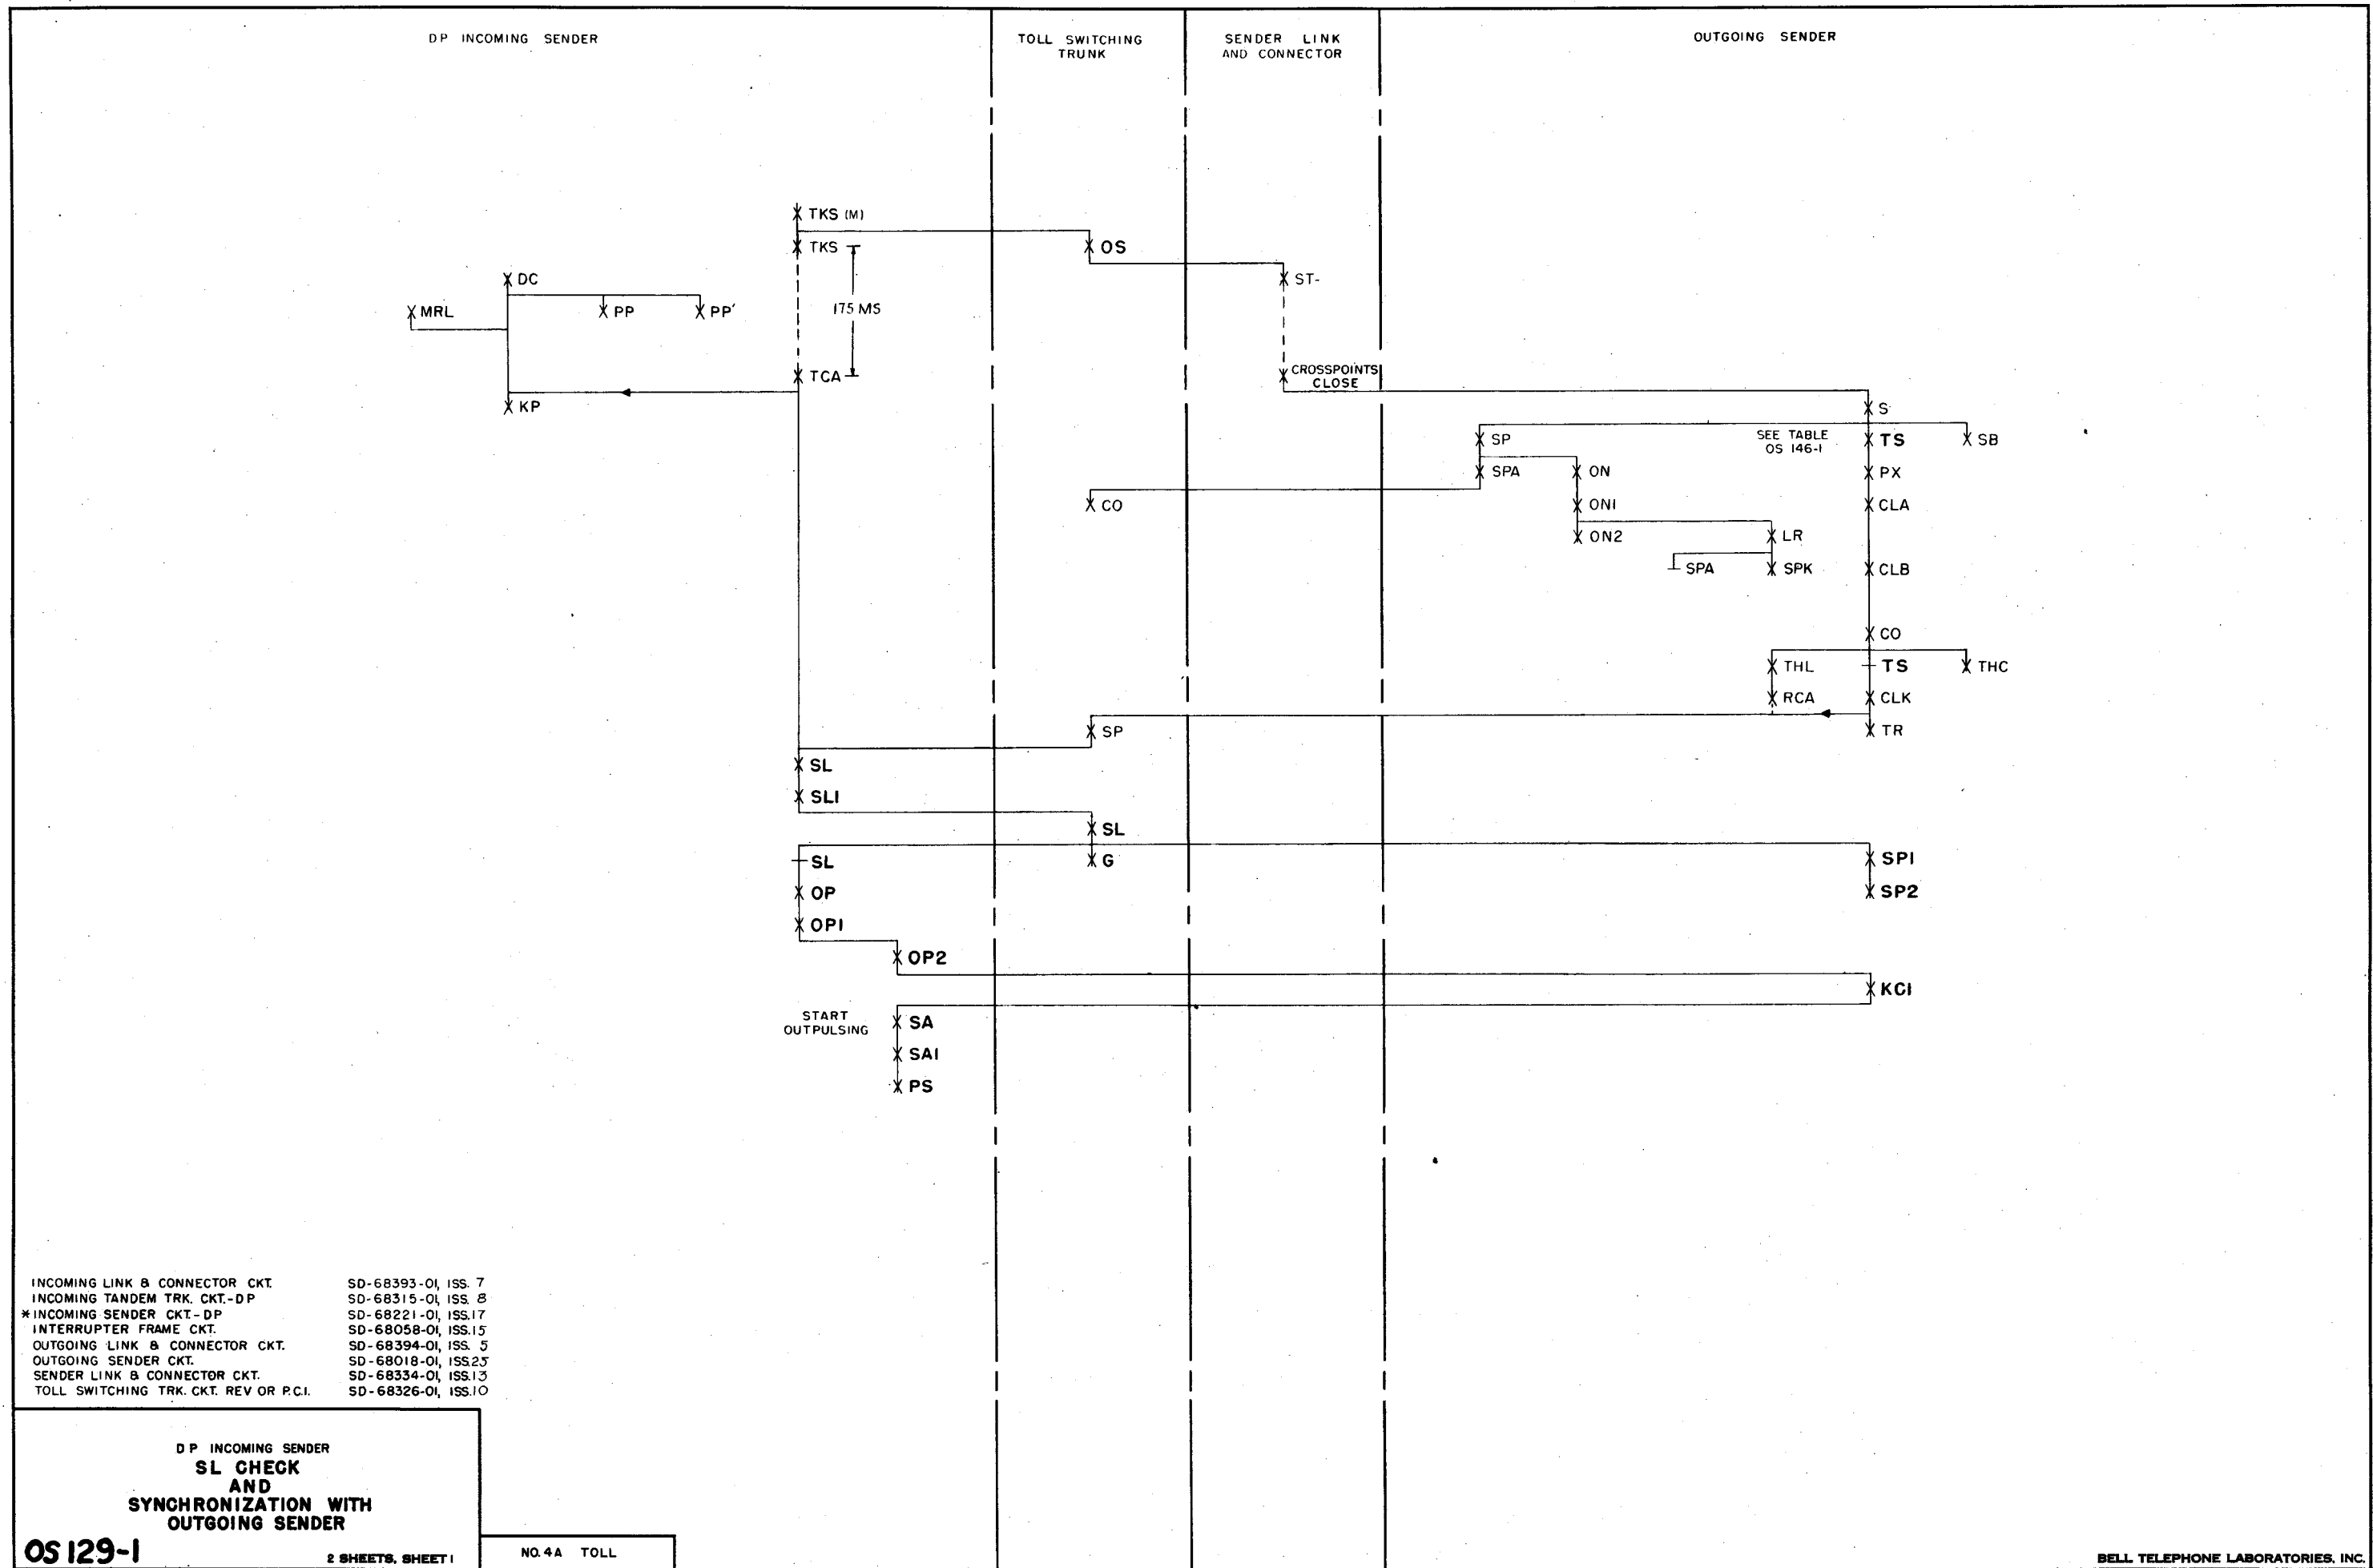 DP INCOMING SENDER
TOLL SWITCHING
TRUNK
SENDER LINK
AND CONNECTOR
OUTGOING SENDER
TKS (M)
TKS
OS
DC
ST-
MRL
PP
PP'
175 MS
TCA
CROSSPOINTS
CLOSE
KP
S
SP
SEE TABLE
OS 146-1
TS
SB
SPA
ON
PX
CO
ON1
CLA
ON2
LR
SPA
SPK
CLB
CO
THL
TS
THC
RCA
CLK
SP
TR
SL
SL1
SL
SL
G
SP1
OP
SP2
OP1
OP2
KC1
START
OUTPULSING
SA
SA1
PS
INCOMING LINK & CONNECTOR CKT. SD-68393-01, ISS. 7
INCOMING TANDEM TRK. CKT.-DP SD-68315-01, ISS. 8
*INCOMING SENDER CKT-DP SD-68221-01, ISS.17
INTERRUPTER FRAME CKT. SD-68058-01, ISS.15
OUTGOING LINK & CONNECTOR CKT. SD-68394-01, ISS. 5
OUTGOING SENDER CKT. SD-68018-01, ISS.25
SENDER LINK & CONNECTOR CKT. SD-68334-01, ISS.13
TOLL SWITCHING TRK. CKT. REV OR P.C.I. SD-68326-01, ISS.10
DP INCOMING SENDER
SL CHECK
AND
SYNCHRONIZATION WITH
OUTGOING SENDER
OS 129-1
2 SHEETS, SHEET 1
NO. 4A TOLL
BELL TELEPHONE LABORATORIES, INC.